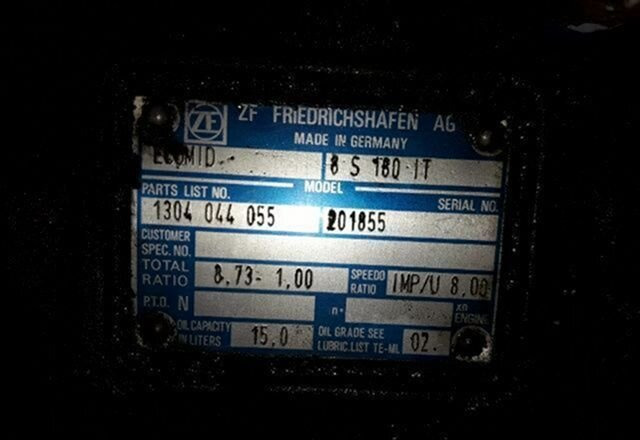 ZF ZF FRIEDRICHSHAFEN AG
MADE IN GERMANY
ECOMID 8 S 180 IT
PARTS LIST NO. MODEL SERIAL NO.
1304 044 055 201855
CUSTOMER
SPEC. NO.
TOTAL
RATIO 8,73- 1,00 SPEEDO
RATIO IMP/U 8,00
P.T.O. N n= xn
ENGINE
OIL CAPACITY
IN LITERS 15,0 OIL GRADE SEE
LUBRIC.LIST TE-ML 02.